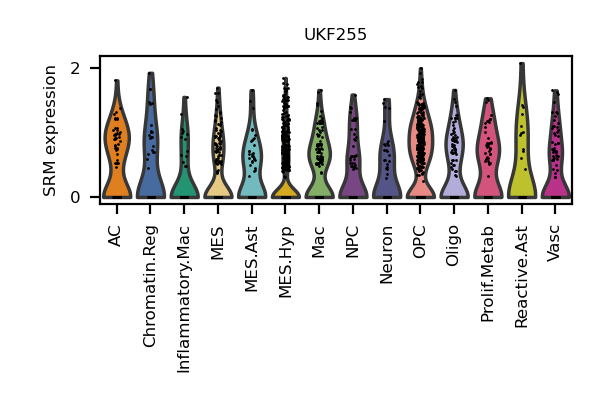 UKF255
SRM expression
2
0
AC
Chromatin.Reg
Inflammatory.Mac
MES
MES.Ast
MES.Hyp
Mac
NPC
Neuron
OPC
Oligo
Prolif.Metab
Reactive.Ast
Vasc